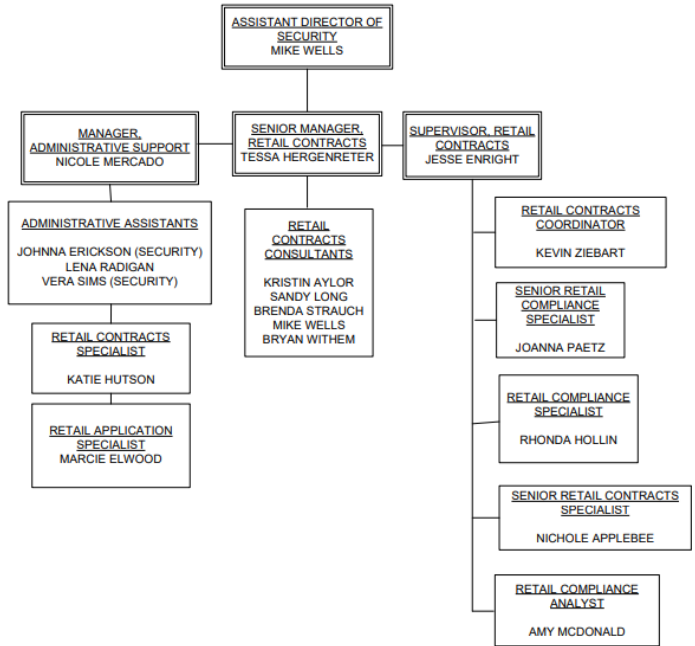 ASSISTANT DIRECTOR OF
SECURITY
MIKE WELLS
MANAGER,
ADMINISTRATIVE SUPPORT
NICOLE MERCADO
SENIOR MANAGER,
RETAIL CONTRACTS
TESSA HERGENRETER
SUPERVISOR, RETAIL
CONTRACTS
JESSE ENRIGHT
ADMINISTRATIVE ASSISTANTS
JOHNNA ERICKSON (SECURITY)
LENA RADIGAN
VERA SIMS (SECURITY)
RETAIL CONTRACTS
SPECIALIST
KATIE HUTSON
RETAIL APPLICATION
SPECIALIST
MARCIE ELWOOD
RETAIL
CONTRACTS
CONSULTANTS
KRISTIN AYLOR
SANDY LONG
BRENDA STRAUCH
MIKE WELLS
BRYAN WITHEM
RETAIL CONTRACTS
COORDINATOR
KEVIN ZIEBART
SENIOR RETAIL
COMPLIANCE
SPECIALIST
JOANNA PAETZ
RETAIL COMPLIANCE
SPECIALIST
RHONDA HOLLIN
SENIOR RETAIL CONTRACTS
SPECIALIST
NICHOLE APPLEBEE
RETAIL COMPLIANCE
ANALYST
AMY MCDONALD